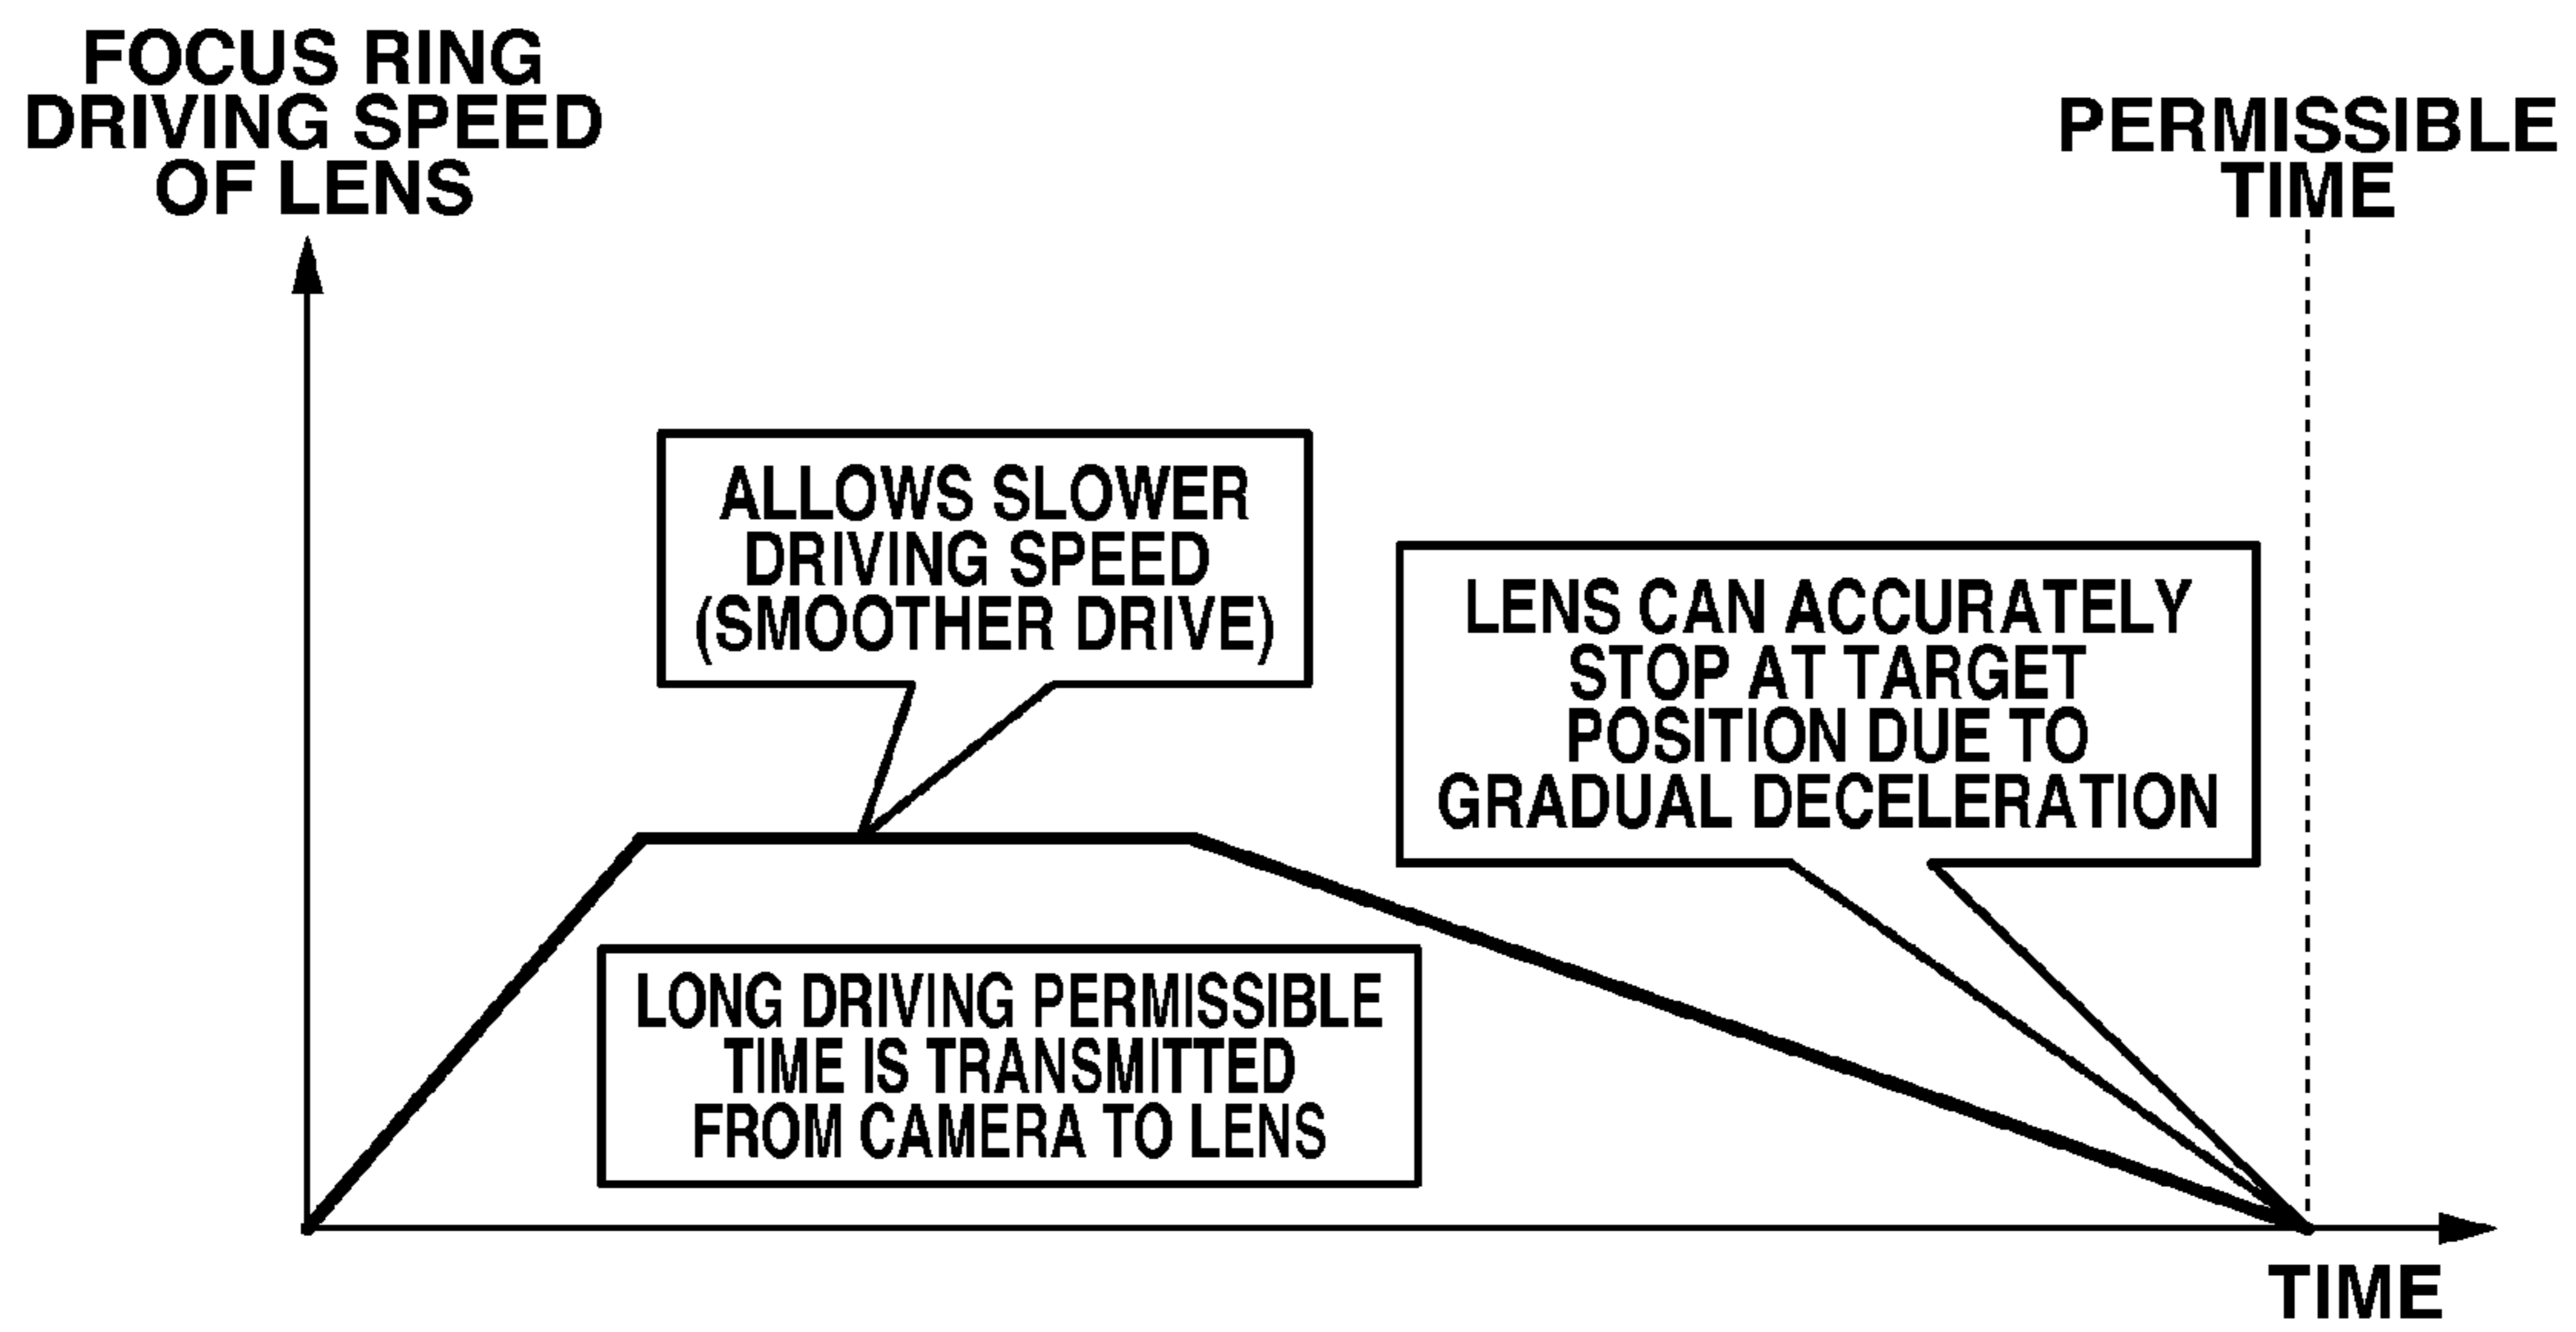 FOCUS RING
DRIVING SPEED
OF LENS
PERMISSIBLE
TIME
ALLOWS SLOWER
DRIVING SPEED
(SMOOTHER DRIVE)
LENS CAN ACCURATELY
STOP AT TARGET
POSITION DUE TO
GRADUAL DECELERATION
LONG DRIVING PERMISSIBLE
TIME IS TRANSMITTED
FROM CAMERA TO LENS
TIME